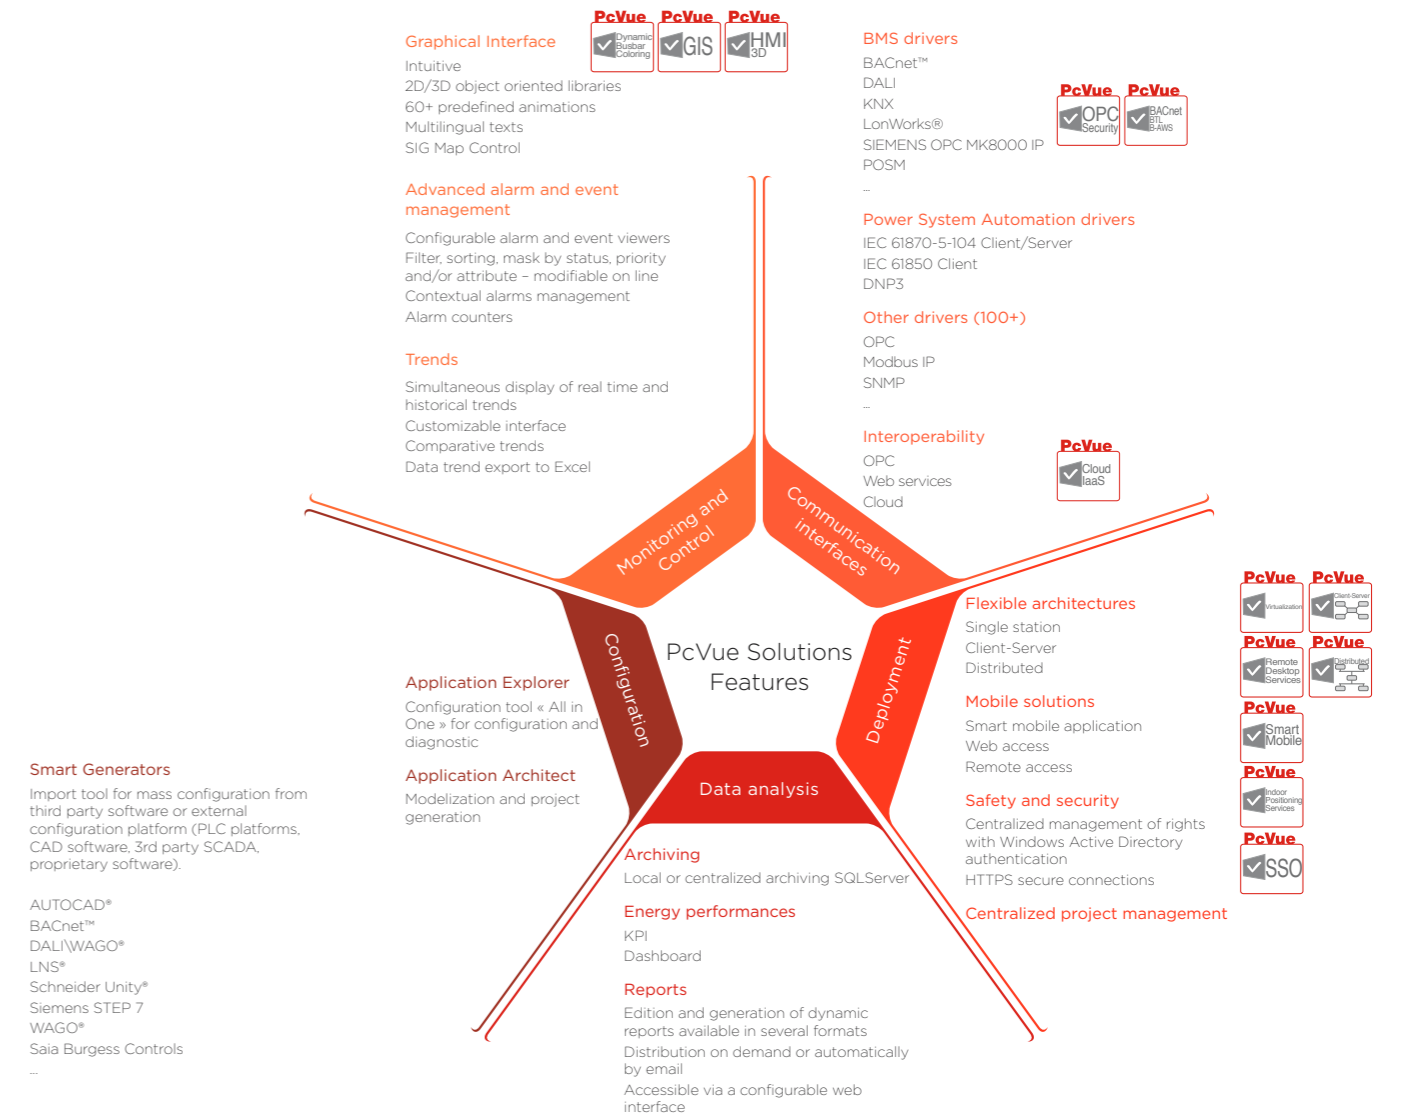 PcVue PcVue PcVue
Dynamic
Busbar
Coloring
GIS
HMI
3D
Graphical Interface
Intuitive
2D/3D object oriented libraries
60+ predefined animations
Multilingual texts
SIG Map Control
Advanced alarm and event
management
Configurable alarm and event viewers
Filter, sorting, mask by status, priority
and/or attribute – modifiable on line
Contextual alarms management
Alarm counters
Trends
Simultaneous display of real time and
historical trends
Customizable interface
Comparative trends
Data trend export to Excel
BMS drivers
BACnet™
DALI
KNX
LonWorks®
SIEMENS OPC MK8000 IP
POSM
...
PcVue PcVue
OPC
Security
BACnet
BTL
B-AWS
Power System Automation drivers
IEC 61870-5-104 Client/Server
IEC 61850 Client
DNP3
Other drivers (100+)
OPC
Modbus IP
SNMP
...
Interoperability
OPC
Web services
Cloud
PcVue
Cloud
IaaS
Monitoring and
Control
Communication
interfaces
Configuration
Deployment
Data analysis
PcVue Solutions
Features
Flexible architectures
Single station
Client-Server
Distributed
Mobile solutions
Smart mobile application
Web access
Remote access
Safety and security
Centralized management of rights
with Windows Active Directory
authentication
HTTPS secure connections
Centralized project management
PcVue PcVue
Virtualization
Client-Server
PcVue PcVue
Remote
Desktop
Services
Distributed
PcVue
Smart
Mobile
PcVue
Indoor
Positioning
Services
PcVue
SSO
Application Explorer
Configuration tool « All in
One » for configuration and
diagnostic
Application Architect
Modelization and project
generation
Smart Generators
Import tool for mass configuration from
third party software or external
configuration platform (PLC platforms,
CAD software, 3rd party SCADA,
proprietary software).
AUTOCAD®
BACnet™
DALI\WAGO®
LNS®
Schneider Unity®
Siemens STEP 7
WAGO®
Saia Burgess Controls
...
Archiving
Local or centralized archiving SQLServer
Energy performances
KPI
Dashboard
Reports
Edition and generation of dynamic
reports available in several formats
Distribution on demand or automatically
by email
Accessible via a configurable web
interface